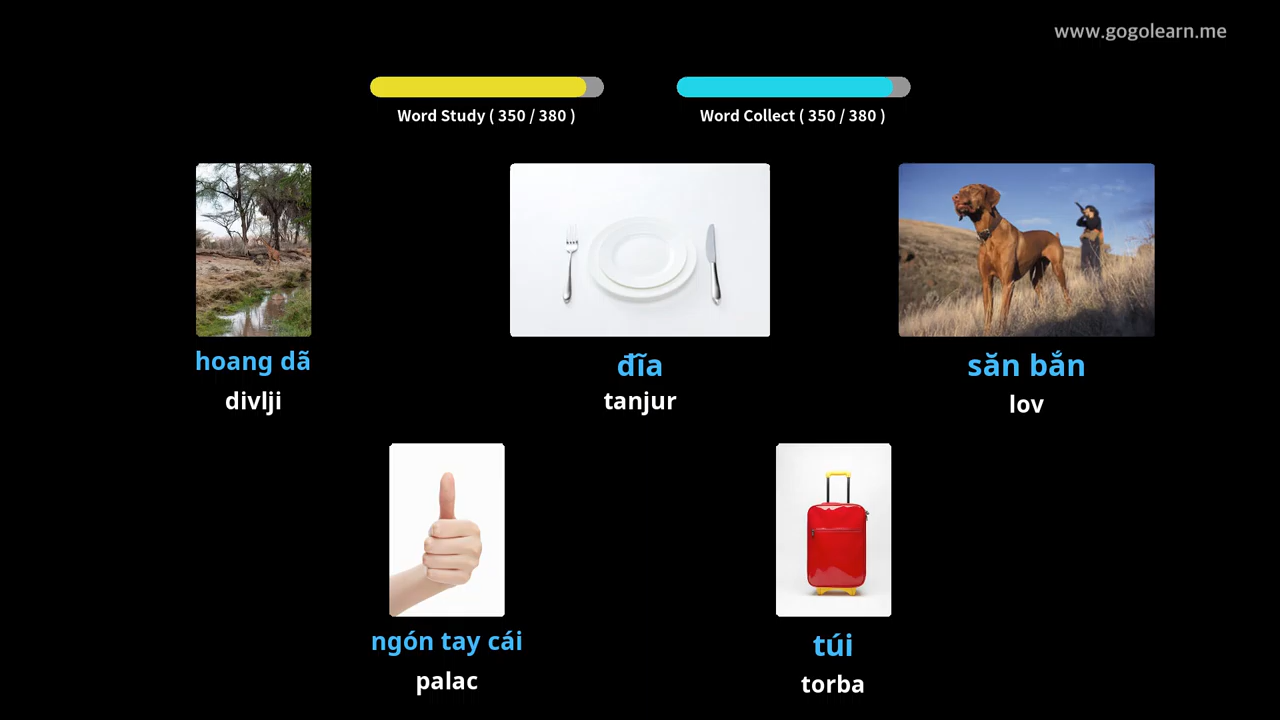 www.gogolearn.me
Word Study ( 350 / 380 )
Word Collect ( 350 / 380 )
hoang dã
divlji
đĩa
tanjur
săn bắn
lov
ngón tay cái
palac
túi
torba